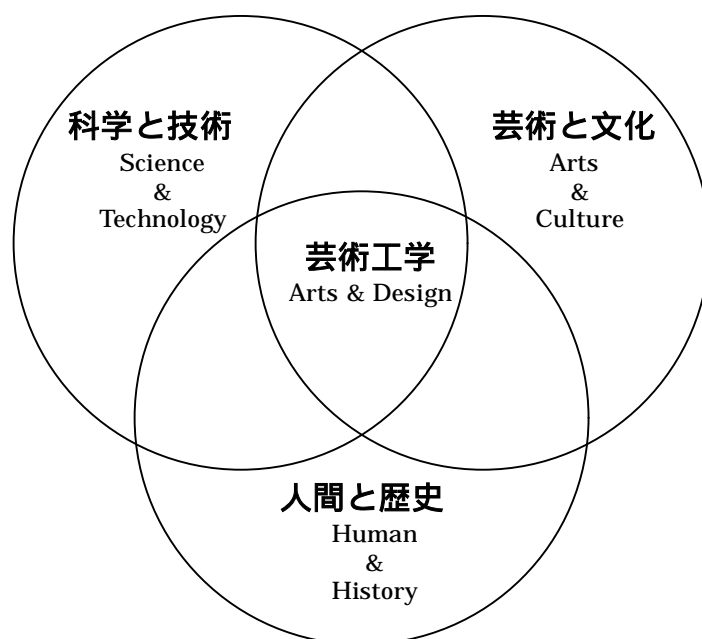 科学と技術
Science
&
Technology
芸術と文化
Arts
&
Culture
芸術工学
Arts & Design
人間と歴史
Human
&
History